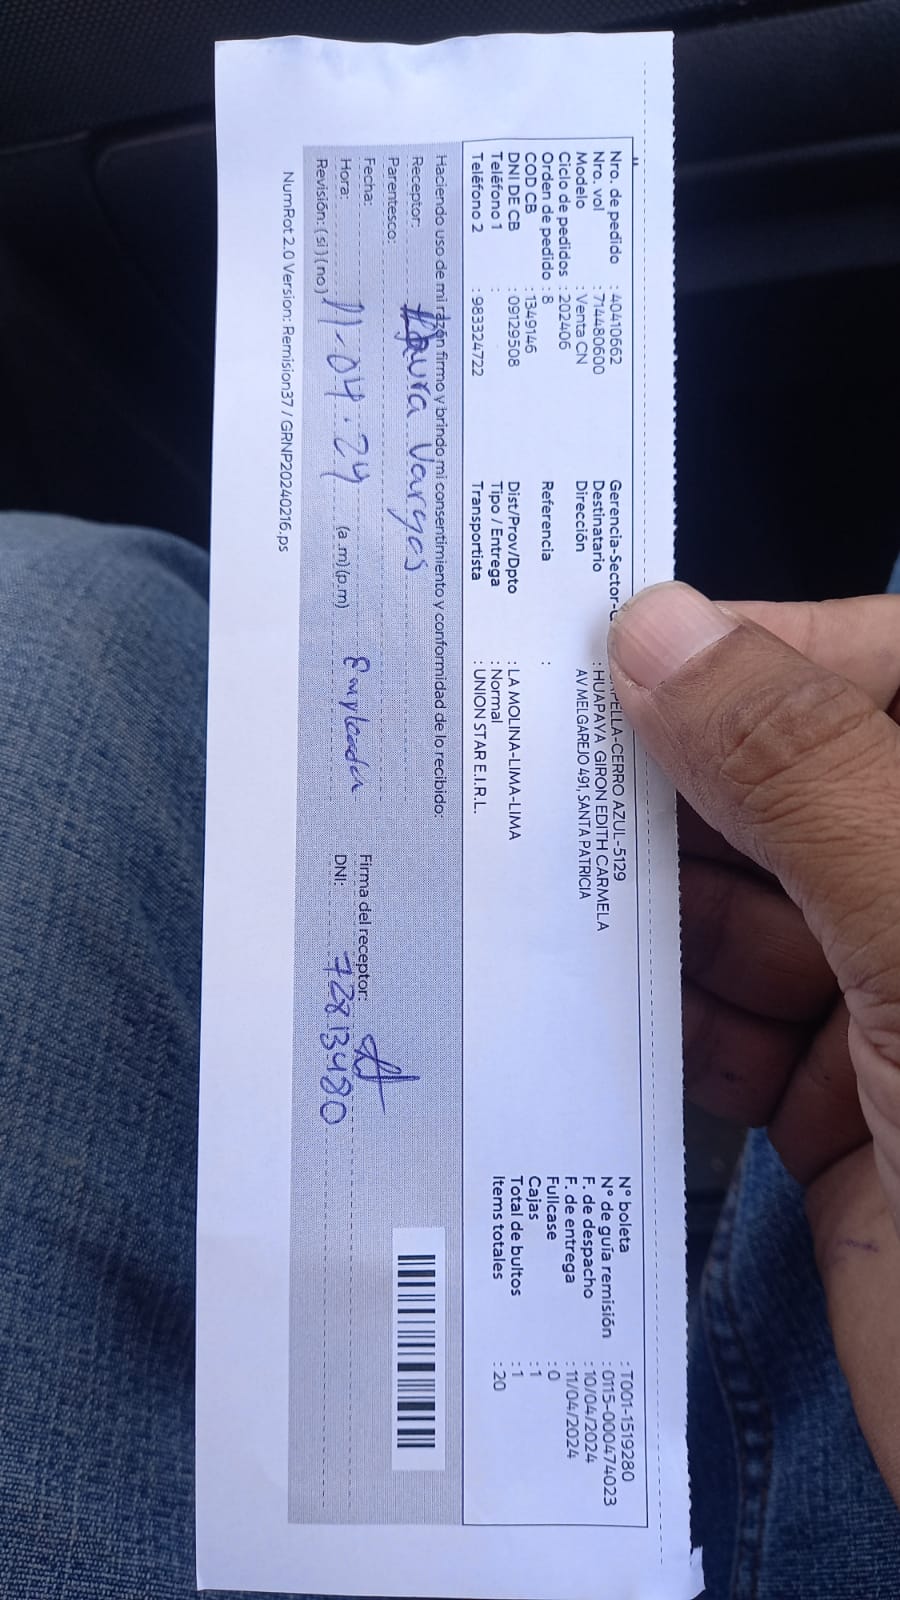 Nro. de pedido : 40410662
Nro. vol : 714480600
Modelo : Venta CN
Ciclo de pedidos : 202406
Orden de pedido : 8
COD CB : 1349146
DNI DE CB : 09129508
Teléfono 1 :
Teléfono 2 : 983324722
Gerencia-Sector- PELLA-CERRO AZUL-5129
Destinatario : HUAPAYA GIRON EDITH CARMELA
Dirección AV MELGAREJO 491, SANTA PATRICIA
Referencia :
Dist/Prov/Dpto : LA MOLINA-LIMA-LIMA
Tipo / Entrega : Normal
Transportista : UNION STAR E.I.R.L.
N° boleta : T001-1519280
N° de guía remisión : 0115-000474023
F. de despacho : 10/04/2024
F. de entrega : 11/04/2024
Fullcase : 0
Cajas : 1
Total de bultos : 1
Items totales : 20
Haciendo uso de mi razón firmo y brindo mi consentimiento y conformidad de lo recibido:
Receptor: Laura Vargas
Parentesco: Empleada
Fecha: 11-04-24
Hora: (a.m)(p.m)
Revisión: (si)(no)
Firma del receptor:
DNI: 72813480
NumRot 2.0 Version: Remision37 / GRNP20240216.ps